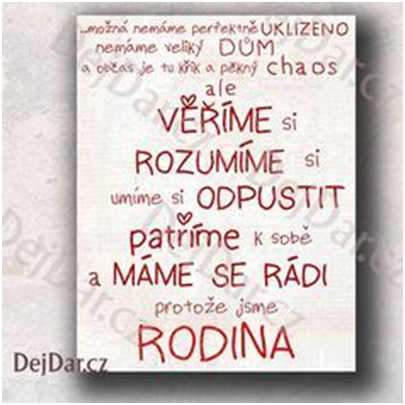 ...možná nemáme perfektně UKLIZENO
nemáme veliký DŮM
a občas je tu křik a pěkný chaos
ale
VĚŘÍME si
ROZUMÍME si
umíme si ODPUSTIT
patříme k sobě
a MÁME SE RÁDI
protože jsme
RODINA
DejDar.cz